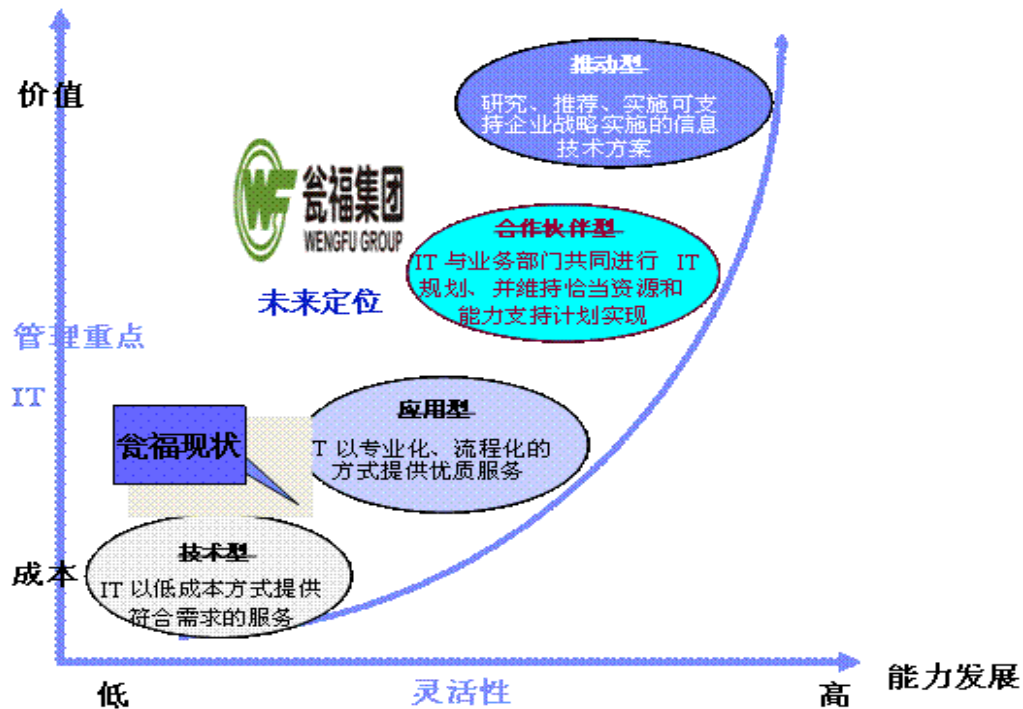 价值
推动型
研究、推荐、实施可支
持企业战略实施的信息
技术方案
瓮福集团
WENGFU GROUP
未来定位
合作伙伴型
IT 与业务部门共同进行 IT
规划、并维持恰当资源和
能力支持计划实现
管理重点
IT
瓮福现状
应用型
IT 以专业化、流程化的
方式提供优质服务
技术型
IT 以低成本方式提供
符合需求的服务
成本
低
灵活性
高
能力发展